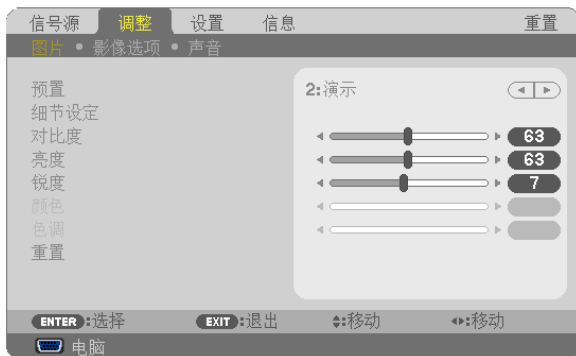 信号源 调整 设置 信息 重置
图片 • 影像选项 • 声音
预置 2:演示
细节设定
对比度 63
亮度 63
锐度 7
颜色
色调
重置
ENTER:选择 EXIT:退出 :移动 :移动
电脑